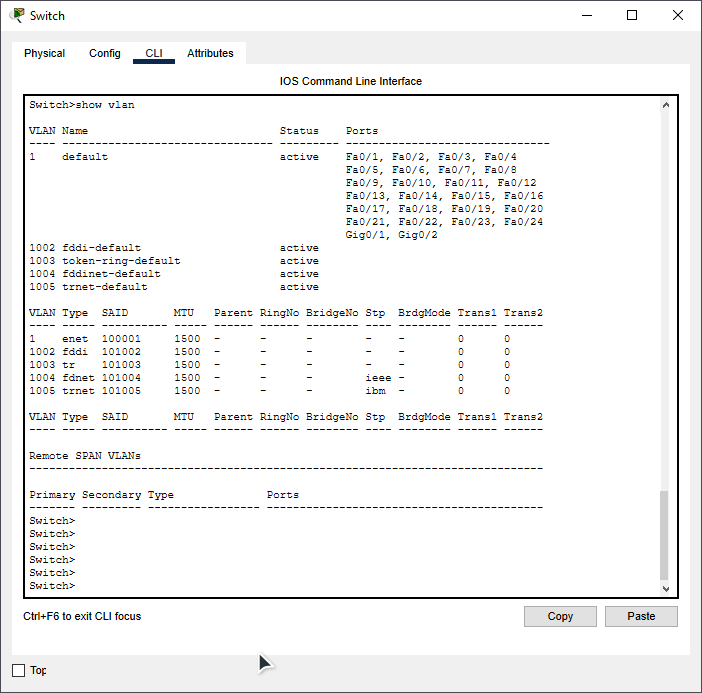 Switch
Physical Config CLI Attributes
IOS Command Line Interface
Switch>show vlan
VLAN Name                             Status    Ports
---- -------------------------------- --------- -------------------------------
1    default                          active    Fa0/1, Fa0/2, Fa0/3, Fa0/4
                                                Fa0/5, Fa0/6, Fa0/7, Fa0/8
                                                Fa0/9, Fa0/10, Fa0/11, Fa0/12
                                                Fa0/13, Fa0/14, Fa0/15, Fa0/16
                                                Fa0/17, Fa0/18, Fa0/19, Fa0/20
                                                Fa0/21, Fa0/22, Fa0/23, Fa0/24
                                                Gig0/1, Gig0/2
1002 fddi-default                     active
1003 token-ring-default               active
1004 fddinet-default                  active
1005 trnet-default                    active
VLAN Type  SAID       MTU   Parent RingNo BridgeNo Stp  BrdgMode Trans1 Trans2
---- ----- ---------- ----- ------ ------ -------- ---- -------- ------ ------
1    enet  100001     1500  -      -      -        -    -        0      0
1002 fddi  101002     1500  -      -      -        -    -        0      0
1003 tr    101003     1500  -      -      -        -    -        0      0
1004 fdnet 101004     1500  -      -      -        ieee -        0      0
1005 trnet 101005     1500  -      -      -        ibm  -        0      0
VLAN Type  SAID       MTU   Parent RingNo BridgeNo Stp  BrdgMode Trans1 Trans2
---- ----- ---------- ----- ------ ------ -------- ---- -------- ------ ------
Remote SPAN VLANs
------------------------------------------------------------------------------
Primary Secondary Type              Ports
------- --------- ----------------- ------------------------------------------
Switch>
Switch>
Switch>
Switch>
Switch>
Switch>
Ctrl+F6 to exit CLI focus
Copy Paste
Top